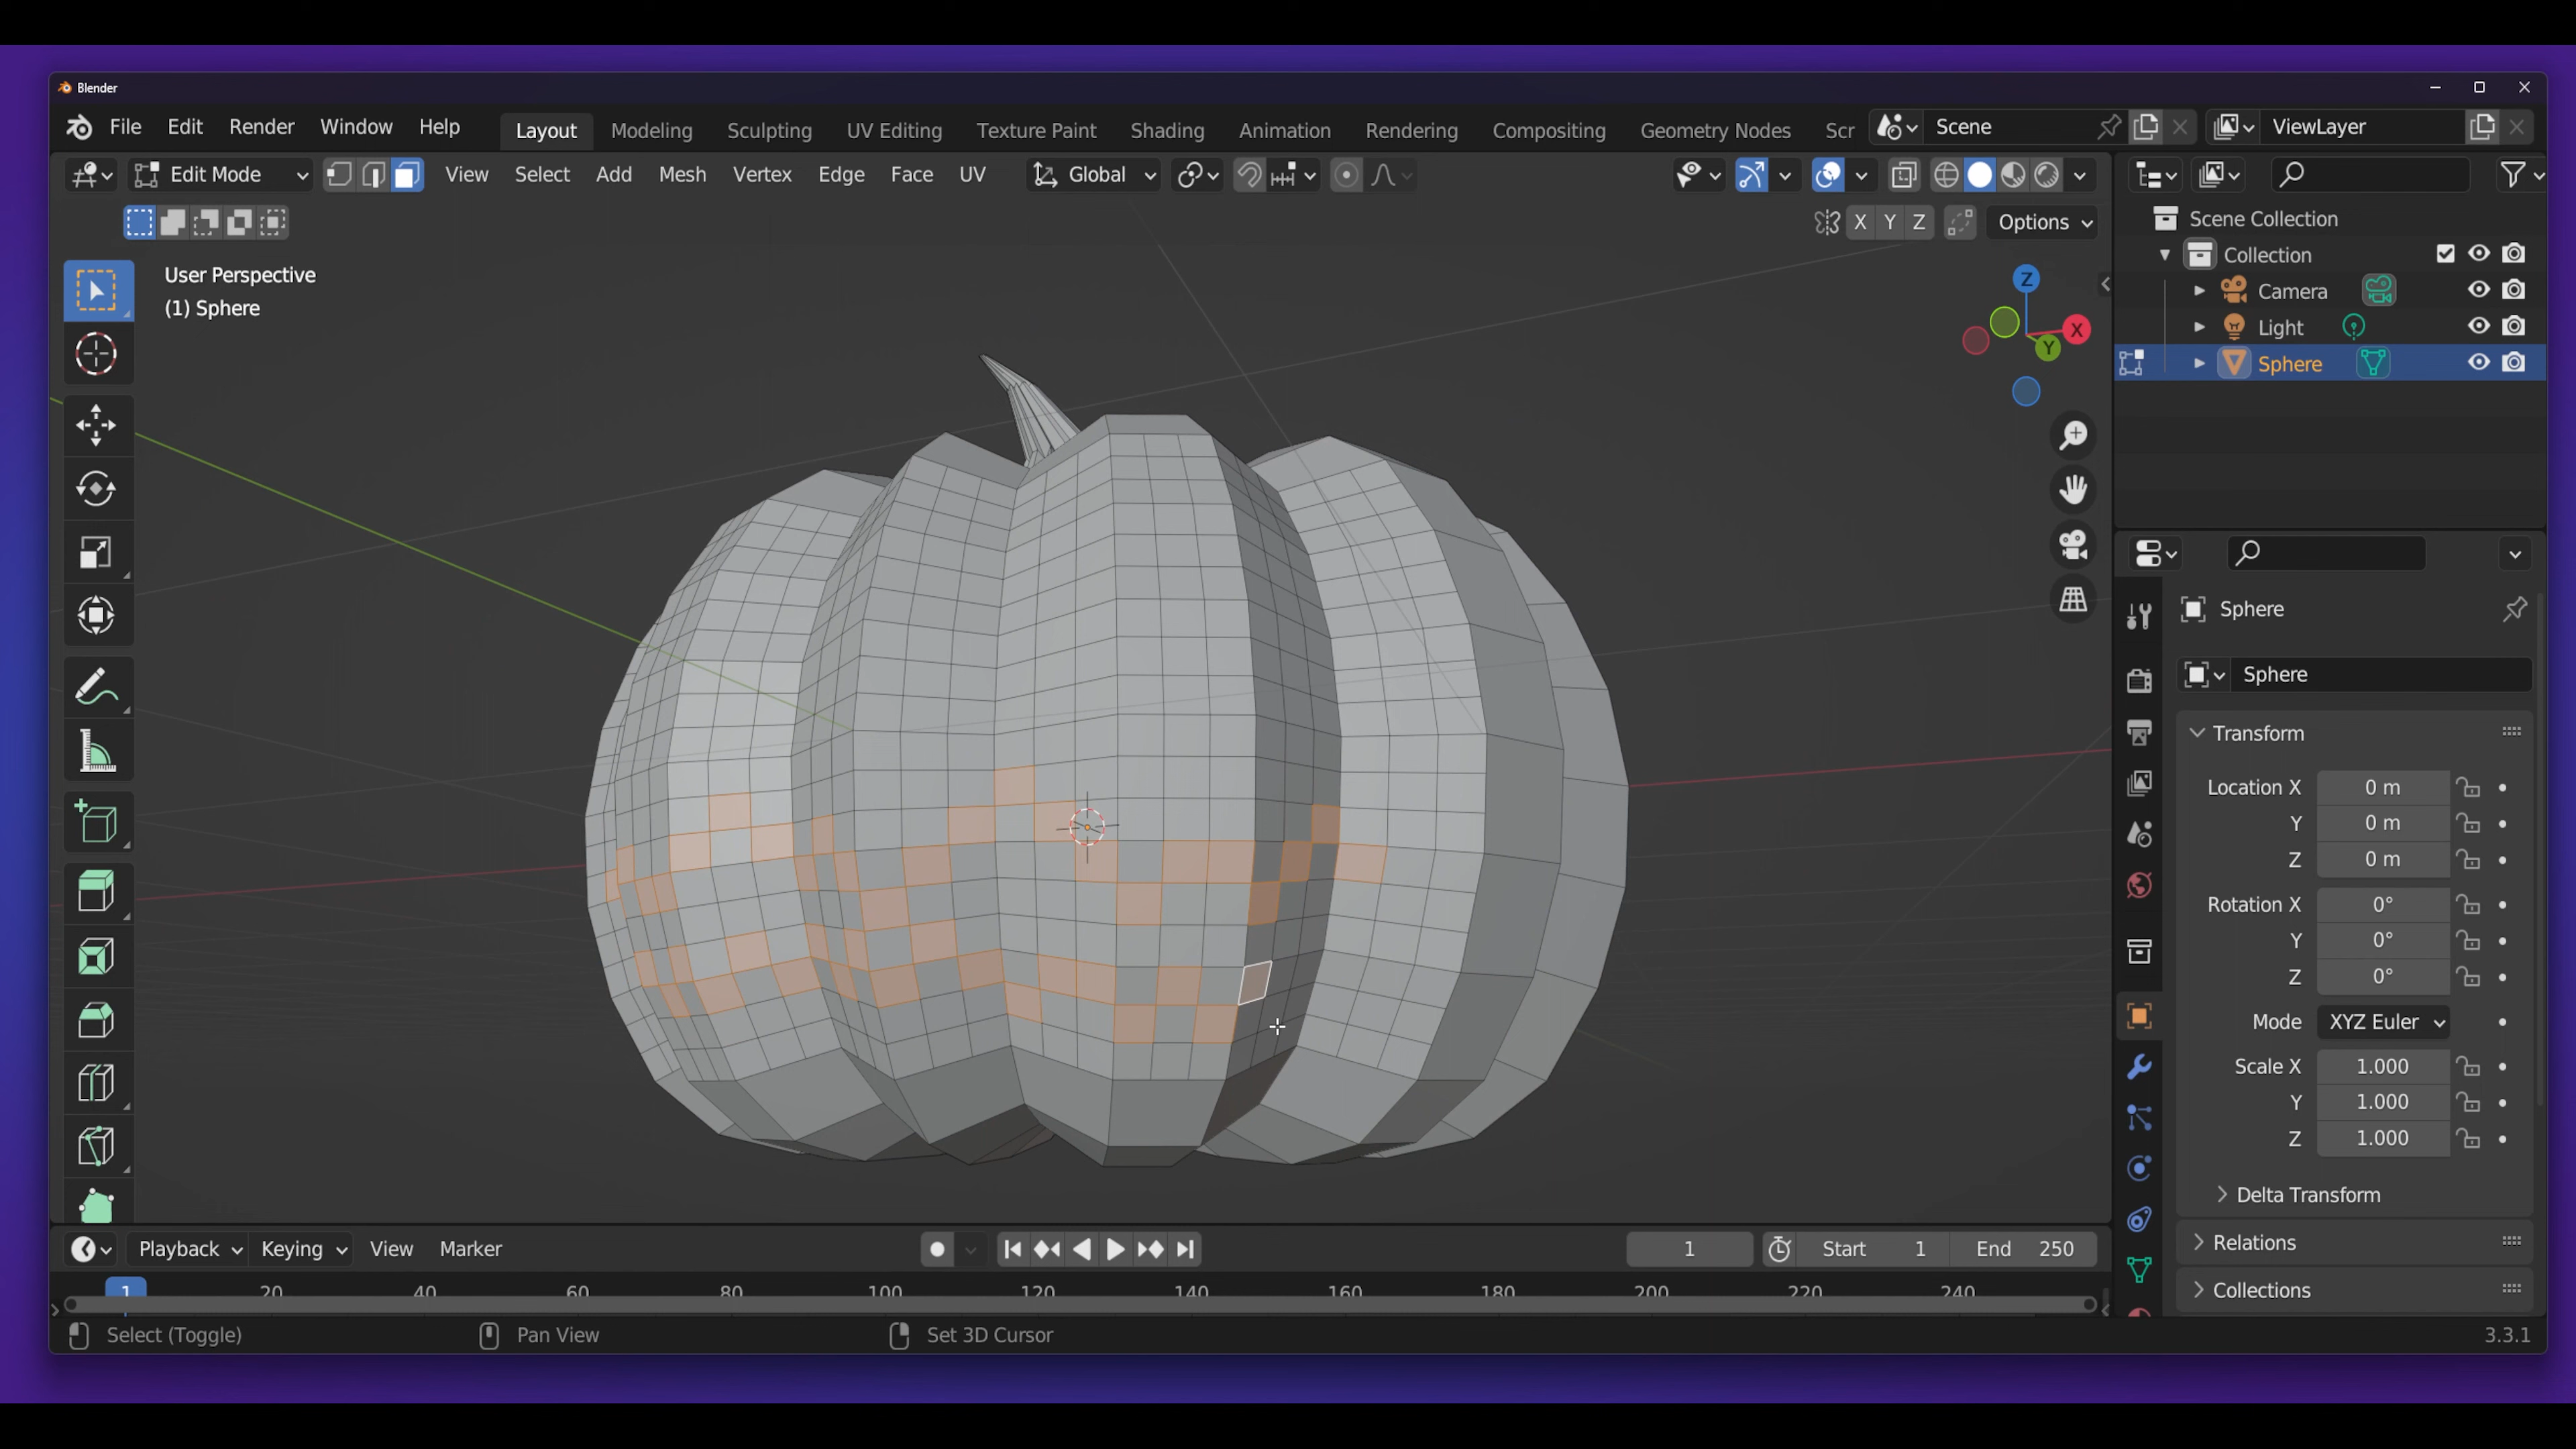 Blender
File Edit Render Window Help Layout Modeling Sculpting UV Editing Texture Paint Shading Animation Rendering Compositing Geometry Nodes Scr Scene ViewLayer
Edit Mode View Select Add Mesh Vertex Edge Face UV Global
X Y Z Options
User Perspective
(1) Sphere
Z
X
Y
Scene Collection
Collection
Camera
Light
Sphere
Sphere
Sphere
Transform
Location X 0 m
Y 0 m
Z 0 m
Rotation X 0°
Y 0°
Z 0°
Mode XYZ Euler
Scale X 1.000
Y 1.000
Z 1.000
Delta Transform
Relations
Collections
Playback Keying View Marker 1 Start 1 End 250
1 20 40 60 80 100 120 140 160 180 200 220 240
Select (Toggle) Pan View Set 3D Cursor 3.3.1